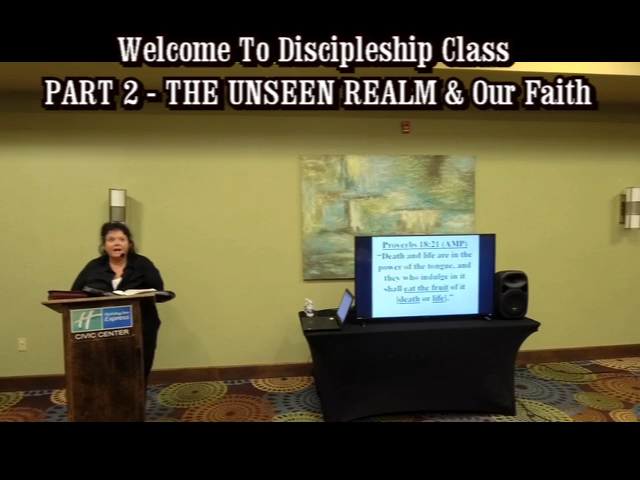 Welcome To Discipleship Class
PART 2 - THE UNSEEN REALM & Our Faith
Proverbs 18:21 (AMP)
"Death and life are in the
power of the tongue, and
they who indulge in it
shall eat the fruit of it
[death or life]."
H
Holiday Inn
Express
CIVIC CENTER